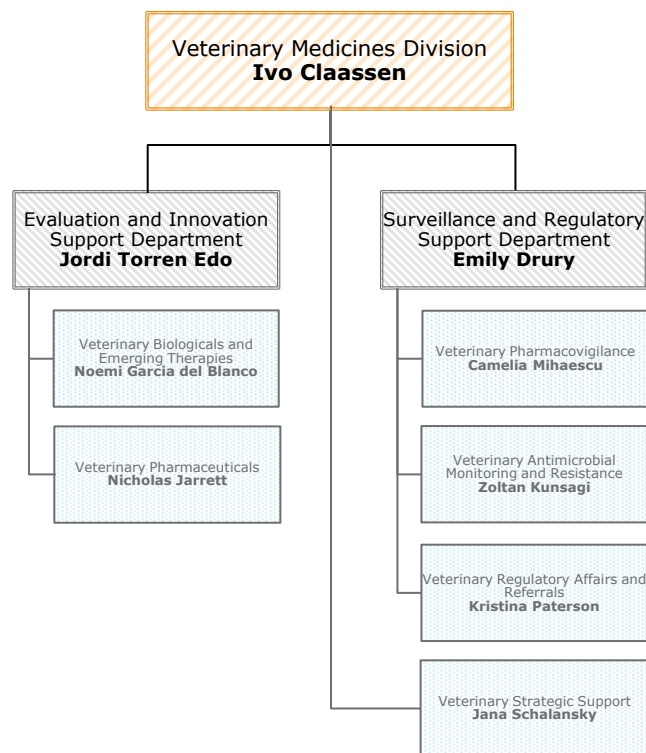 Veterinary Medicines Division
Ivo Claassen
Evaluation and Innovation
Support Department
Jordi Torren Edo
Surveillance and Regulatory
Support Department
Emily Drury
Veterinary Biologicals and
Emerging Therapies
Noemi Garcia del Blanco
Veterinary Pharmaceuticals
Nicholas Jarrett
Veterinary Pharmacovigilance
Camelia Mihaescu
Veterinary Antimicrobial
Monitoring and Resistance
Zoltan Kunsagi
Veterinary Regulatory Affairs and
Referrals
Kristina Paterson
Veterinary Strategic Support
Jana Schalansky